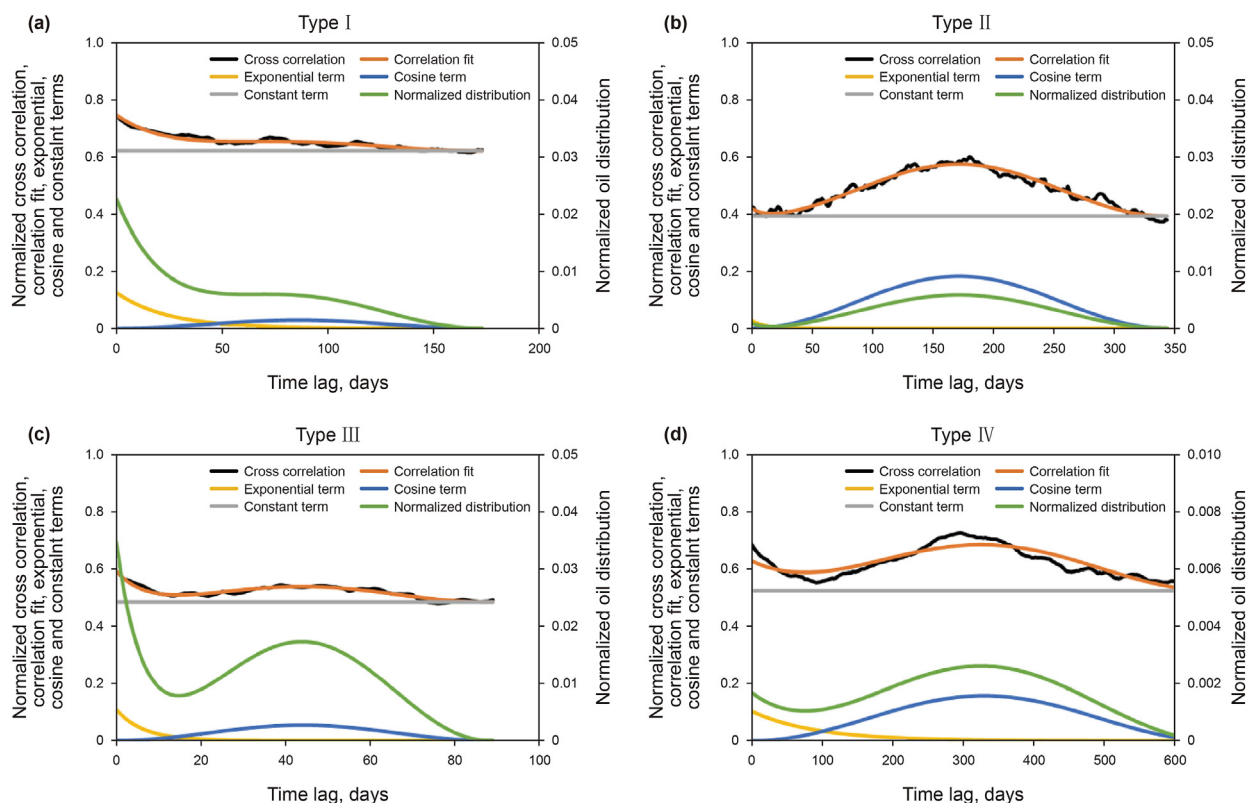 (a)
Type Ⅰ
Normalized cross correlation,
correlation fit, exponential,
cosine and constalnt terms
1.0
0.8
0.6
0.4
0.2
0
Cross correlation
Correlation fit
Exponential term
Cosine term
Constant term
Normalized distribution
0.05
0.04
0.03
0.02
0.01
0
Normalized oil distribution
0
50
100
150
200
Time lag, days
(b)
Type Ⅱ
Normalized cross correlation,
correlation fit, exponential,
cosine and constalnt terms
1.0
0.8
0.6
0.4
0.2
0
Cross correlation
Correlation fit
Exponential term
Cosine term
Constant term
Normalized distribution
0.05
0.04
0.03
0.02
0.01
0
Normalized oil distribution
0
50
100
150
200
250
300
350
Time lag, days
(c)
Type Ⅲ
Normalized cross correlation,
correlation fit, exponential,
cosine and constalnt terms
1.0
0.8
0.6
0.4
0.2
0
Cross correlation
Correlation fit
Exponential term
Cosine term
Constant term
Normalized distribution
0.05
0.04
0.03
0.02
0.01
0
Normalized oil distribution
0
20
40
60
80
100
Time lag, days
(d)
Type Ⅳ
Normalized cross correlation,
correlation fit, exponential,
cosine and constalnt terms
1.0
0.8
0.6
0.4
0.2
0
Cross correlation
Correlation fit
Exponential term
Cosine term
Constant term
Normalized distribution
0.010
0.008
0.006
0.004
0.002
0
Normalized oil distribution
0
100
200
300
400
500
600
Time lag, days